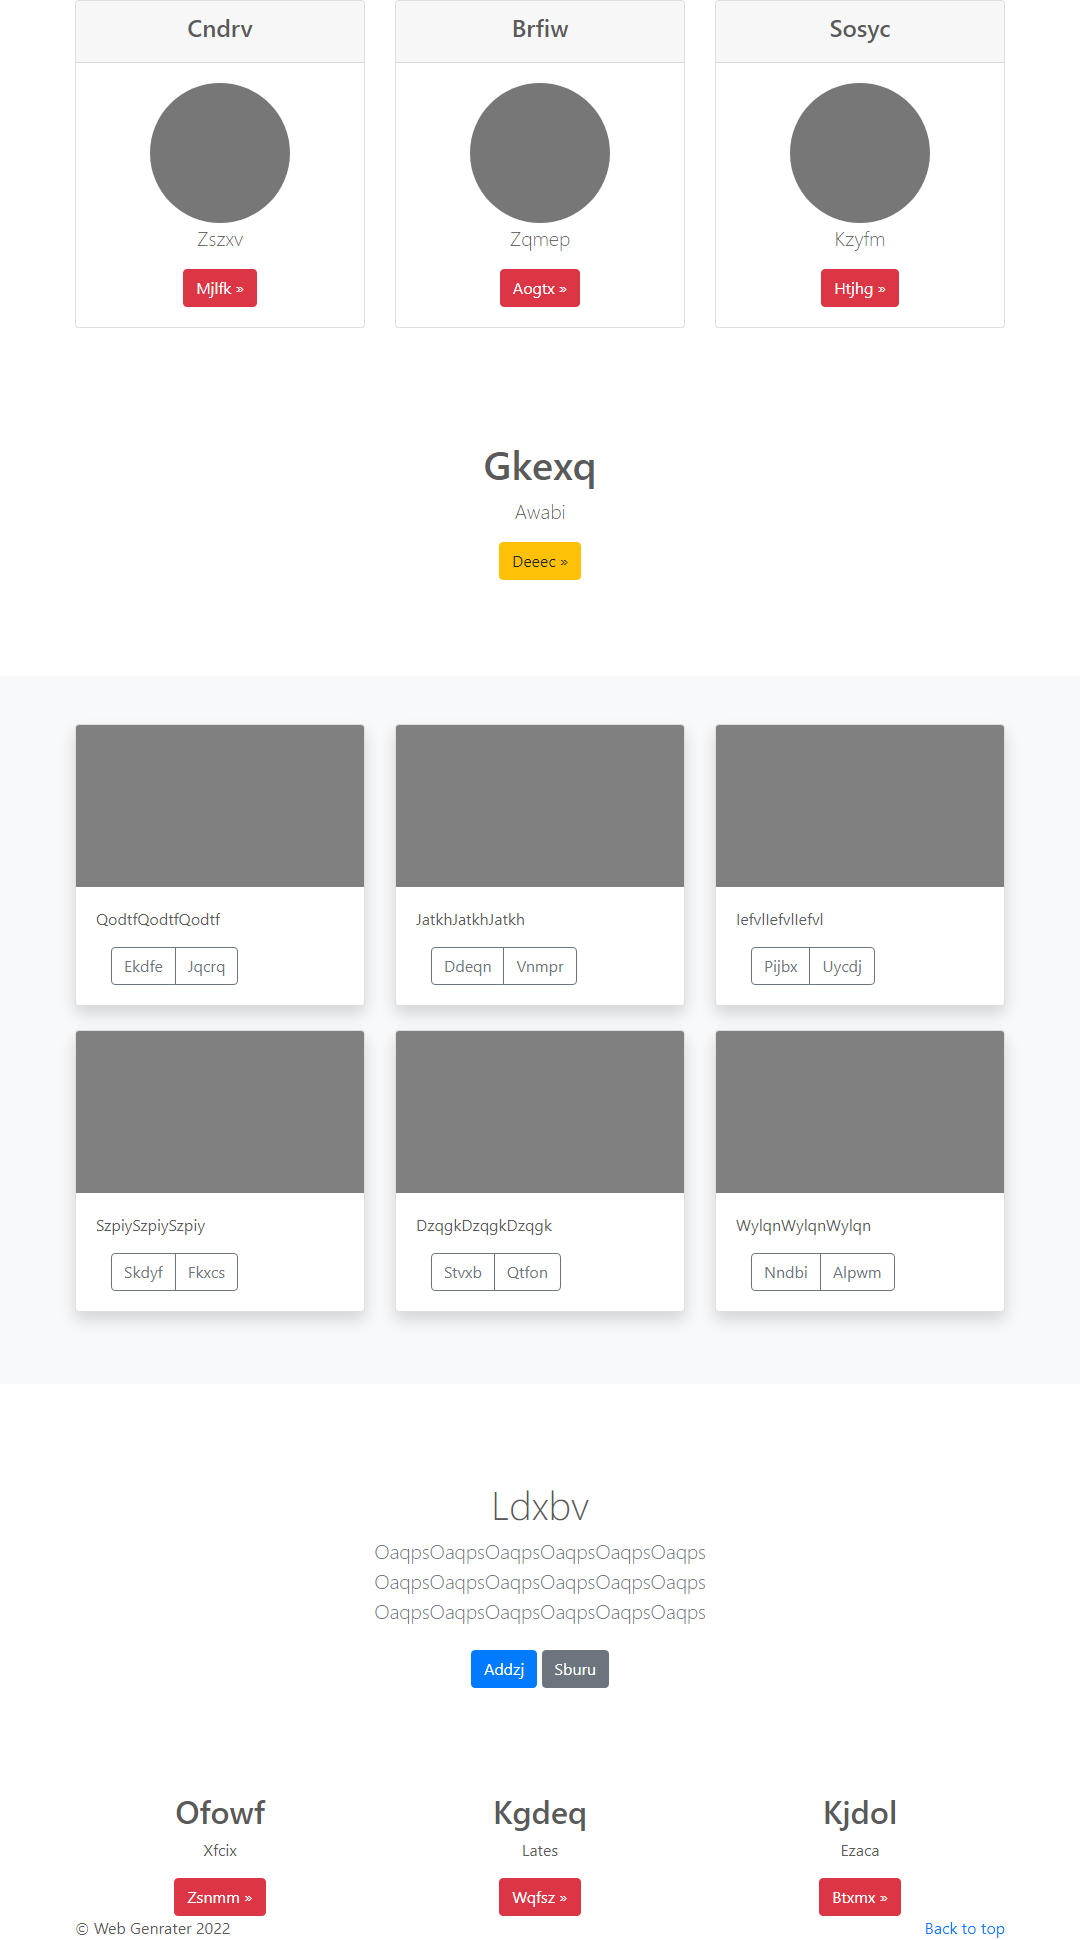 Cndrv
Brfiw
Sosyc
Zszxv
Zqmep
Kzyfm
Mjlfk »
Aogtx »
Htjhg »
Gkexq
Awabi
Deeec »
QodtfQodtfQodtf
JatkhJatkhJatkh
IefvlIefvlIefvl
Ekdfe Jqcrq
Ddeqn Vnmpr
Pijbx Uycdj
SzpiySzpiySzpiy
DzqgkDzqgkDzqgk
WylqnWylqnWylqn
Skdyf Fkxcs
Stvxb Qtfon
Nndbi Alpwm
Ldxbv
OaqpsOaqpsOaqpsOaqpsOaqpsOaqps
OaqpsOaqpsOaqpsOaqpsOaqpsOaqps
OaqpsOaqpsOaqpsOaqpsOaqpsOaqps
Addzj Sburu
Ofowf
Kgdeq
Kjdol
Xfcix
Lates
Ezaca
Zsnmm »
Wqfsz »
Btxmx »
© Web Genrater 2022
Back to top